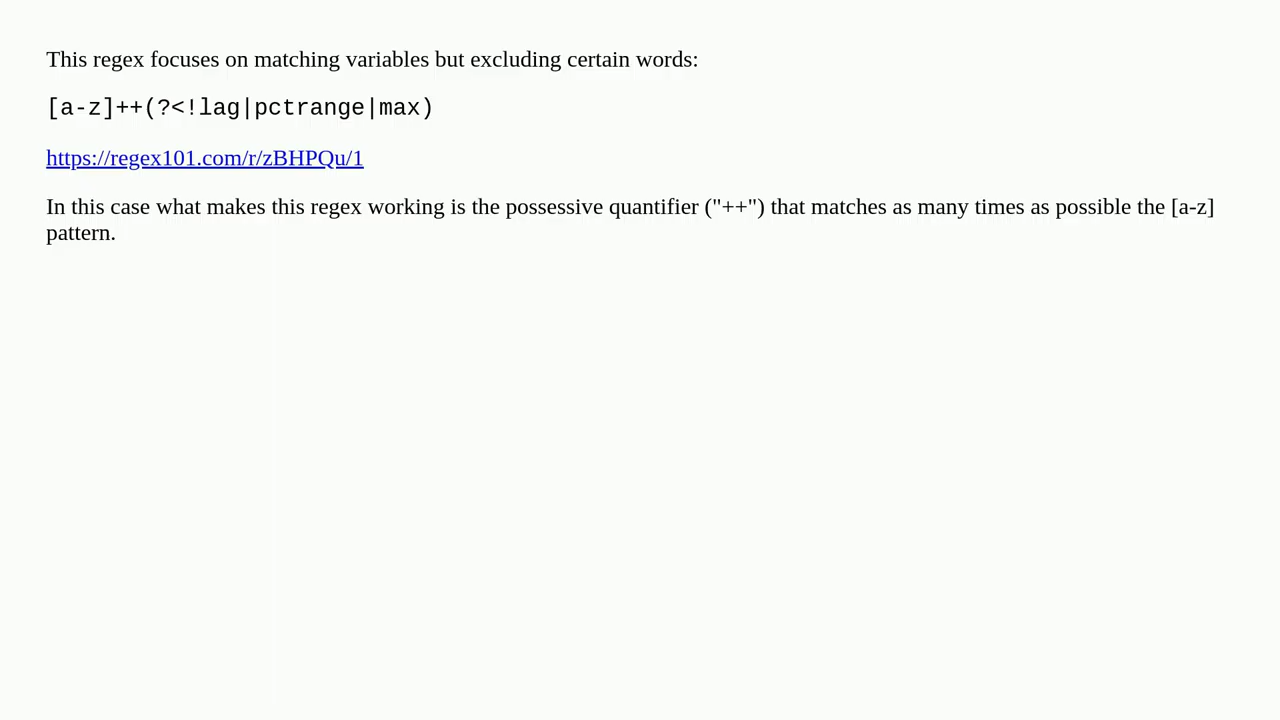 This regex focuses on matching variables but excluding certain words:
[a-z]++(?<!lag|pctrange|max)
https://regex101.com/r/zBHPQu/1
In this case what makes this regex working is the possessive quantifier ("++") that matches as many times as possible the [a-z]
pattern.